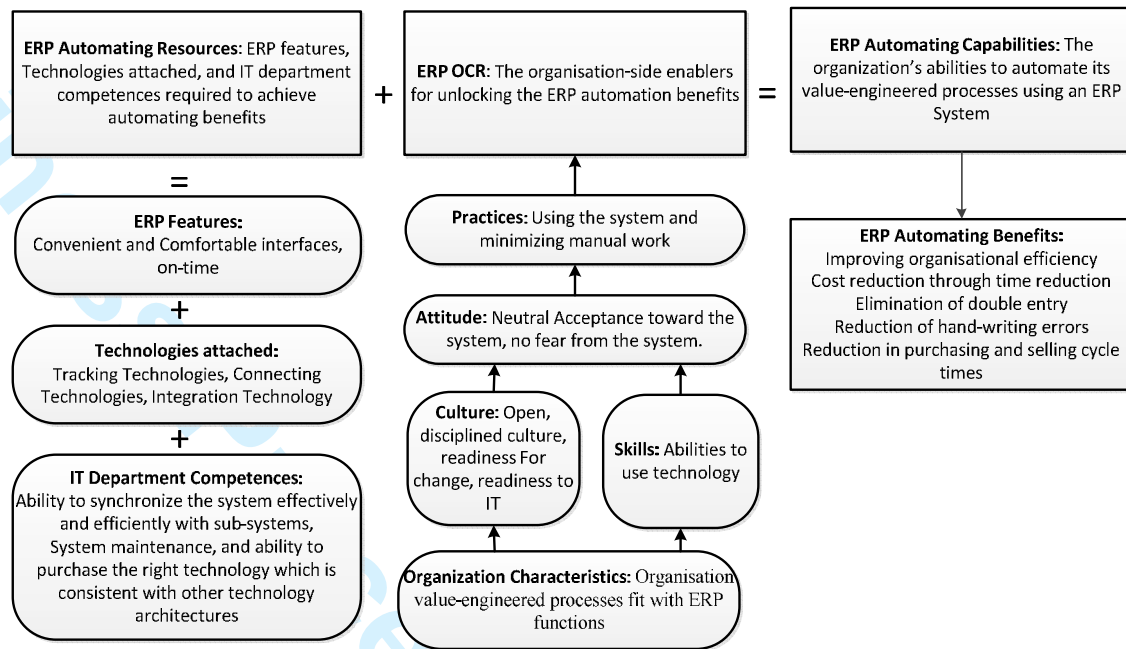 ERP Automating Resources: ERP features,
Technologies attached, and IT department
competences required to achieve
automating benefits
+
ERP OCR: The organisation-side enablers
for unlocking the ERP automation benefits
=
ERP Automating Capabilities: The
organization's abilities to automate its
value-engineered processes using an ERP
System
=
ERP Features:
Convenient and Comfortable interfaces,
on-time
+
Technologies attached:
Tracking Technologies, Connecting
Technologies, Integration Technology
+
IT Department Competences:
Ability to synchronize the system effectively
and efficiently with sub-systems,
System maintenance, and ability to
purchase the right technology which is
consistent with other technology
architectures
Practices: Using the system and
minimizing manual work
Attitude: Neutral Acceptance toward the
system, no fear from the system.
Culture: Open,
disciplined culture,
readiness For
change, readiness to
IT
Skills: Abilities to
use technology
Organization Characteristics: Organisation
value-engineered processes fit with ERP
functions
ERP Automating Benefits:
Improving organisational efficiency
Cost reduction through time reduction
Elimination of double entry
Reduction of hand-writing errors
Reduction in purchasing and selling cycle
times